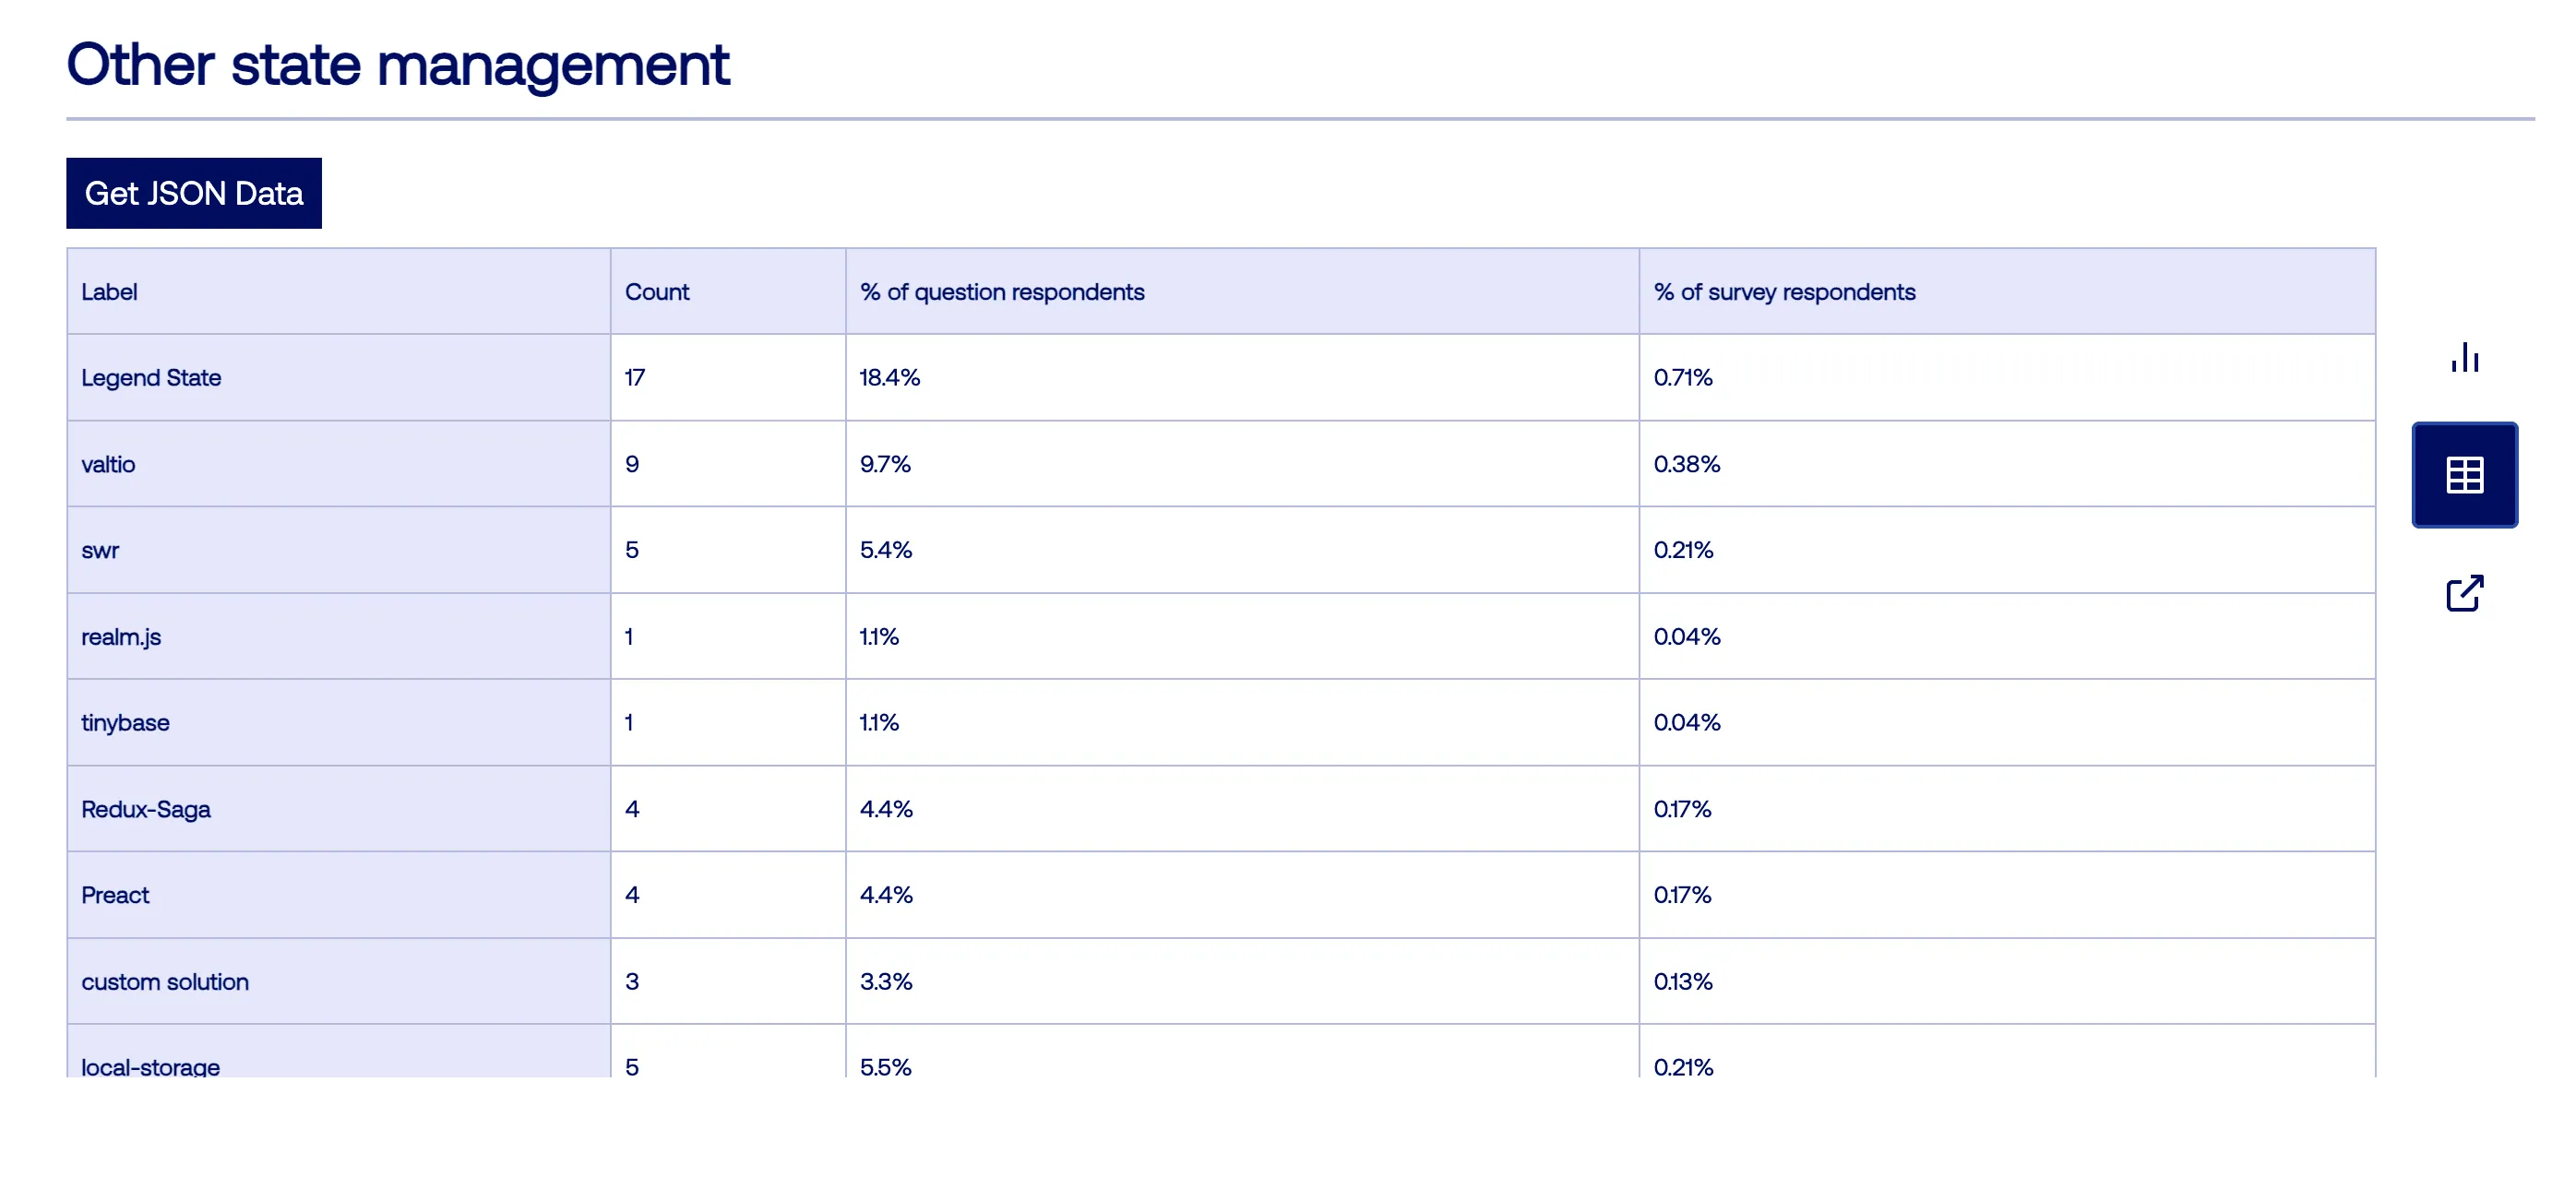 Other state management
Get JSON Data
Label Count % of question respondents % of survey respondents
Legend State 17 18.4% 0.71%
valtio 9 9.7% 0.38%
swr 5 5.4% 0.21%
realm.js 1 1.1% 0.04%
tinybase 1 1.1% 0.04%
Redux-Saga 4 4.4% 0.17%
Preact 4 4.4% 0.17%
custom solution 3 3.3% 0.13%
local-storage 5 5.5% 0.21%